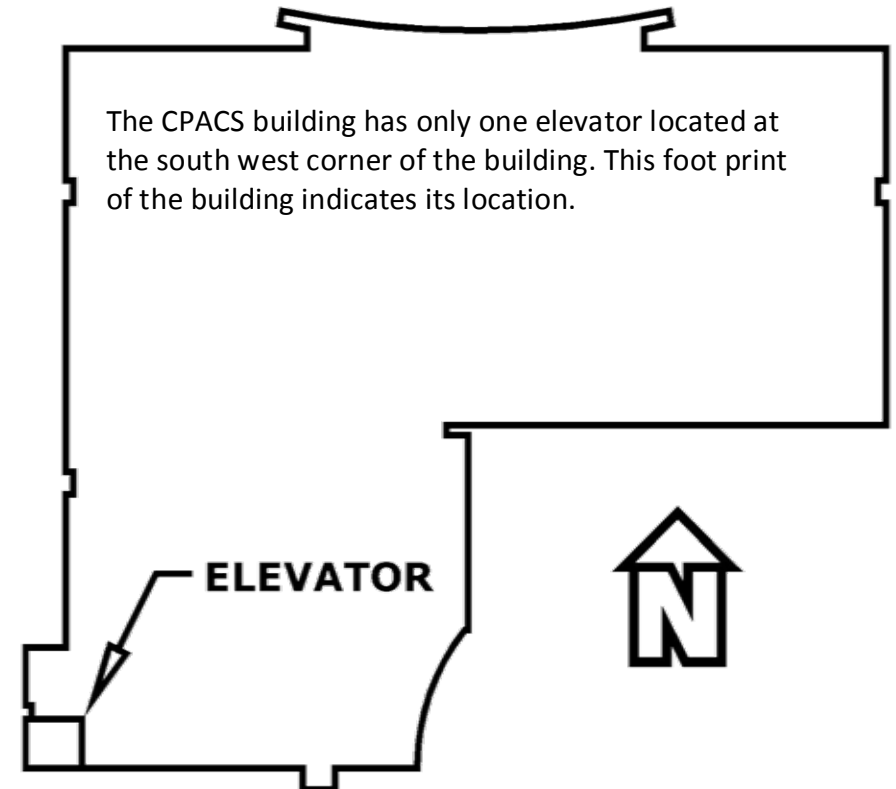 The CPACS building has only one elevator located at
the south west corner of the building. This foot print
of the building indicates its location.
ELEVATOR
N